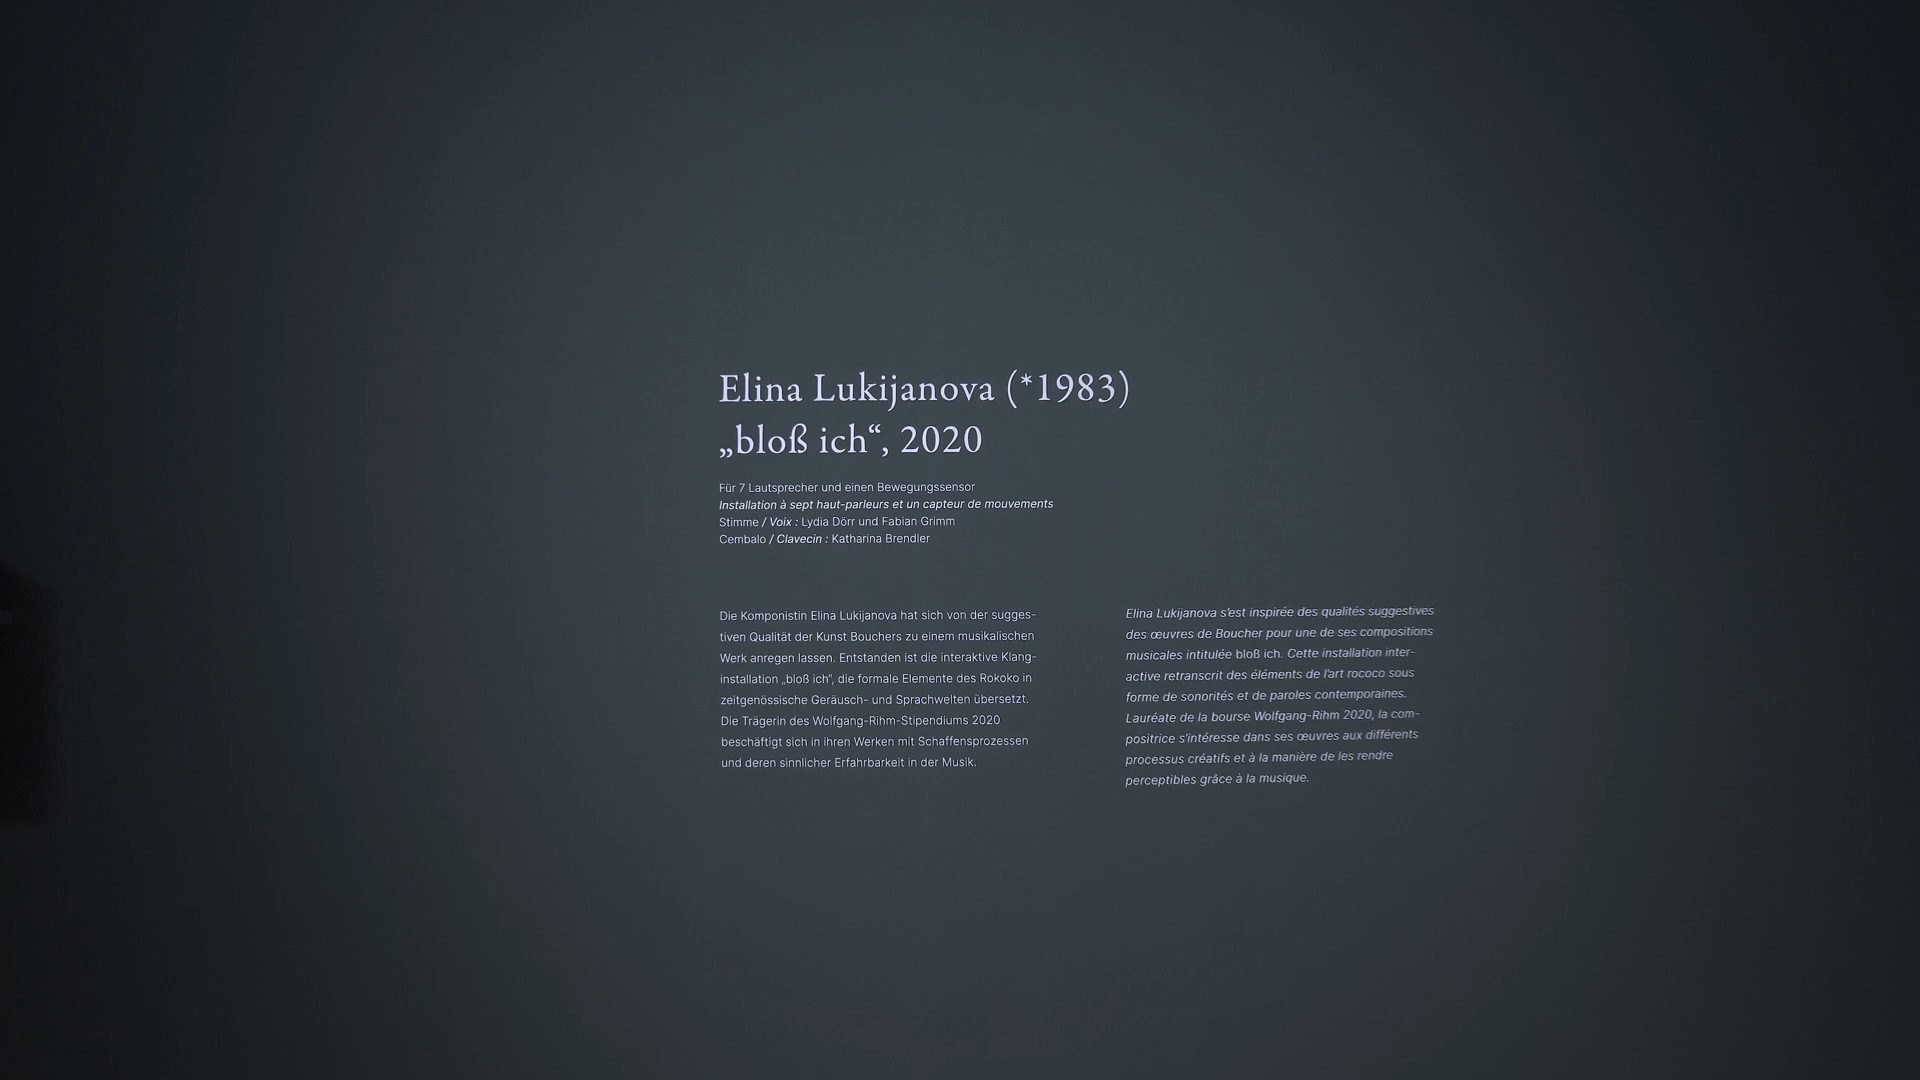 Elina Lukijanova (*1983)
„bloß ich“, 2020
Für 7 Lautsprecher und einen Bewegungssensor
Installation à sept haut-parleurs et un capteur de mouvements
Stimme / Voix : Lydia Dörr und Fabian Grimm
Cembalo / Clavecin : Katharina Brendler
Die Komponistin Elina Lukijanova hat sich von der sugges-
tiven Qualität der Kunst Bouchers zu einem musikalischen
Werk anregen lassen. Entstanden ist die interaktive Klang-
installation „bloß ich“, die formale Elemente des Rokoko in
zeitgenössische Geräusch- und Sprachwelten übersetzt.
Die Trägerin des Wolfgang-Rihm-Stipendiums 2020
beschäftigt sich in ihren Werken mit Schaffensprozessen
und deren sinnlicher Erfahrbarkeit in der Musik.
Elina Lukijanova s’est inspirée des qualités suggestives
des œuvres de Boucher pour une de ses compositions
musicales intitulée bloß ich. Cette installation inter-
active retranscrit des éléments de l’art rococo sous
forme de sonorités et de paroles contemporaines.
Lauréate de la bourse Wolfgang-Rihm 2020, la com-
positrice s’intéresse dans ses œuvres aux différents
processus créatifs et à la manière de les rendre
perceptibles grâce à la musique.